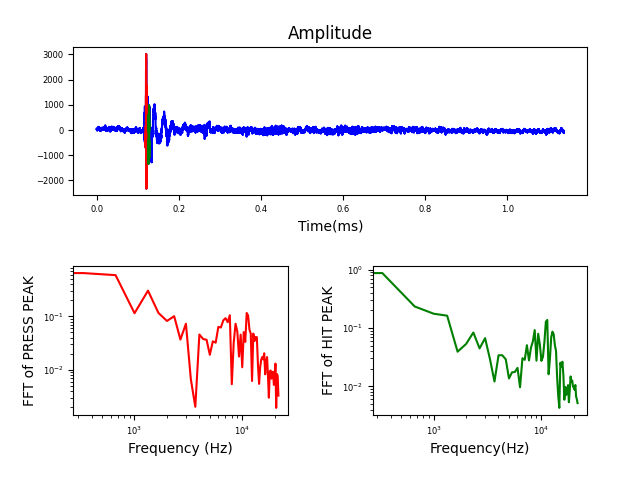 Amplitude
3000
2000
1000
0
−1000
−2000
0.0 0.2 0.4 0.6 0.8 1.0
Time(ms)
FFT of PRESS PEAK
10⁻¹
10⁻²
10³ 10⁴
Frequency (Hz)
FFT of HIT PEAK
10⁰
10⁻¹
10⁻²
10³ 10⁴
Frequency(Hz)